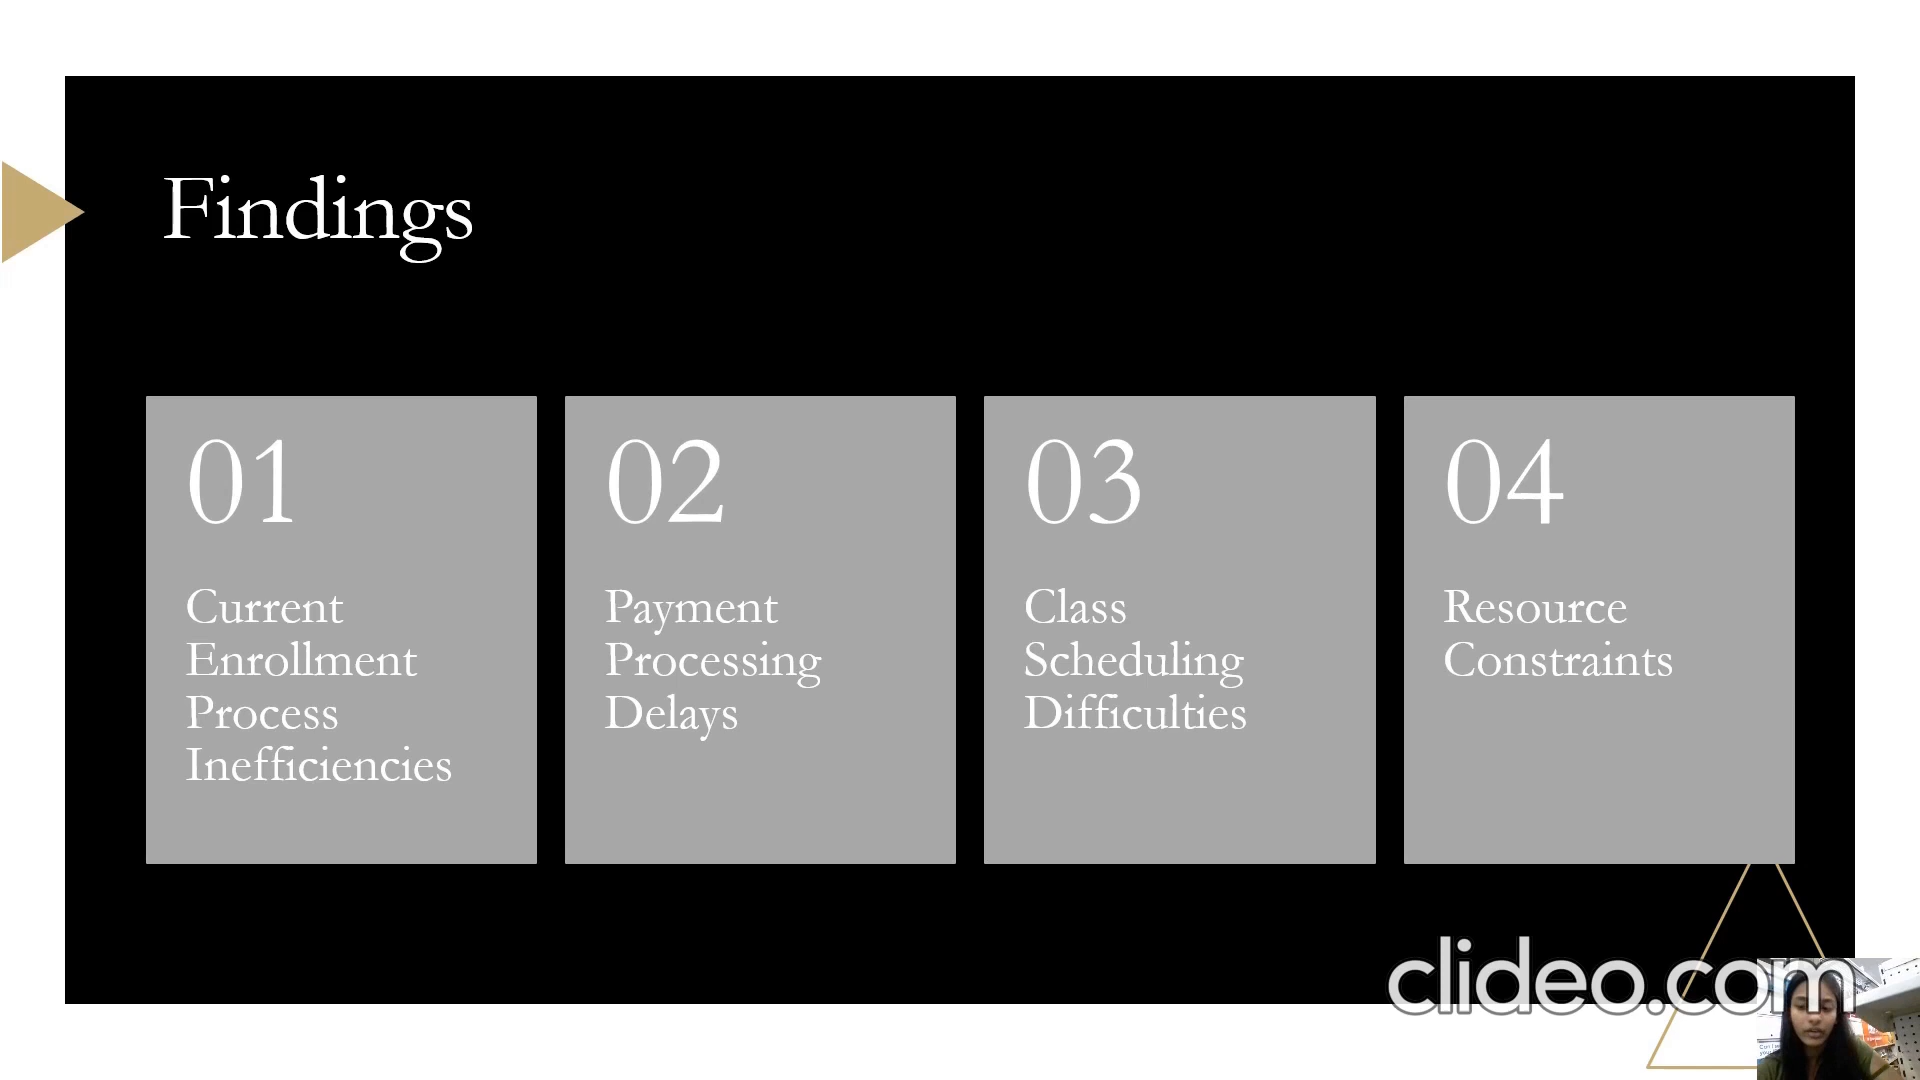 Findings
01
Current
Enrollment
Process
Inefficiencies
02
Payment
Processing
Delays
03
Class
Scheduling
Difficulties
04
Resource
Constraints
clideo.com